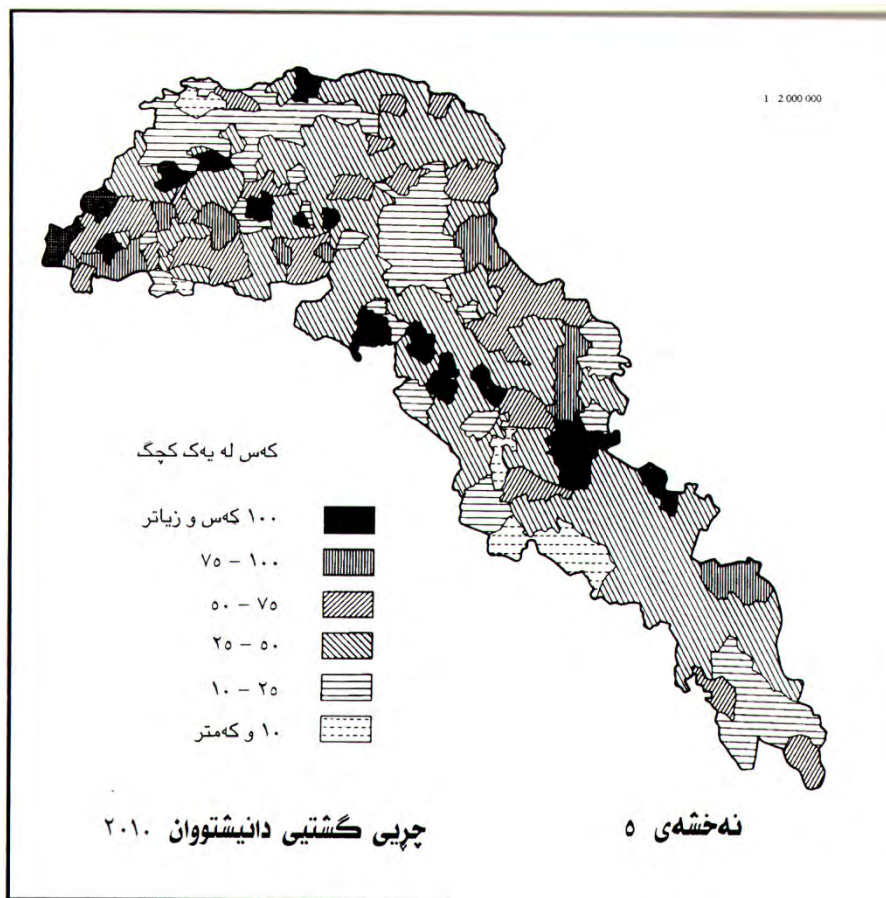 1 2 000 000
کەس لە یەک کچگ
١٠٠ کەس و زیاتر
٧٥ – ١٠٠
٥٠ – ٧٥
٢٥ – ٥٠
١٠ – ٢٥
١٠ و کەمتر
نەخشەی ٥ چڕیی گشتیی دانیشتووان ٢٠١٠